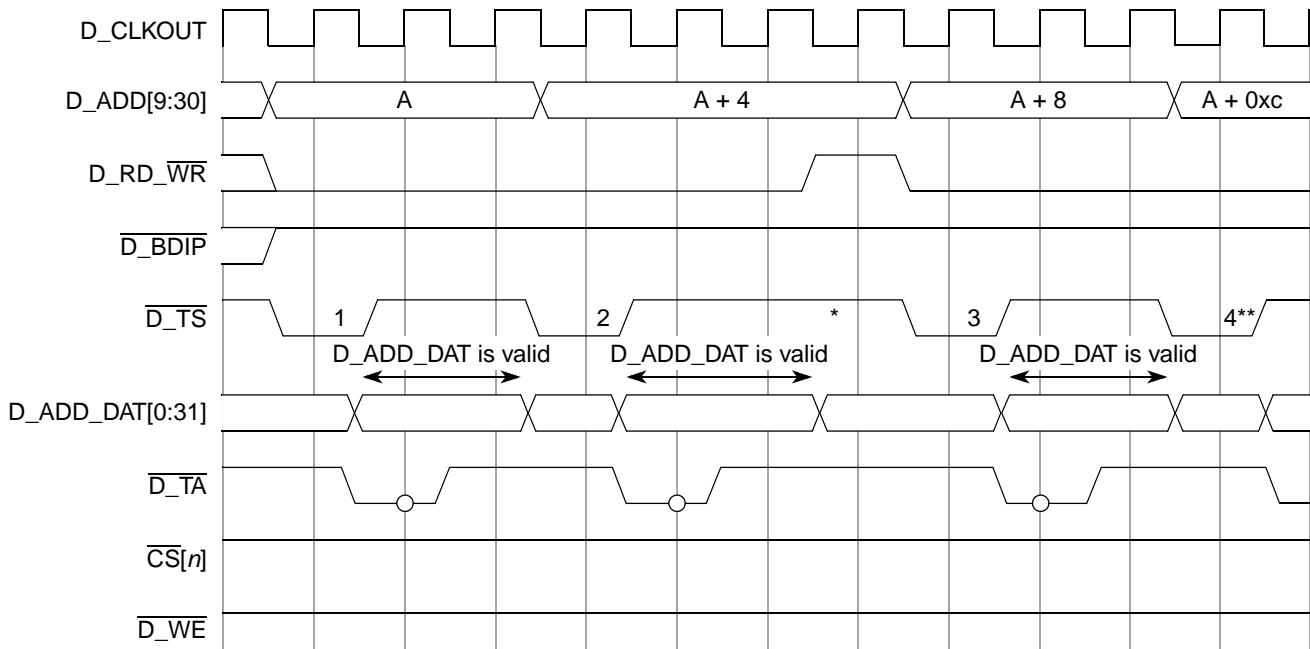 D_CLKOUT
D_ADD[9:30] A A + 4 A + 8 A + 0xc
D_RD_WR
D_BDIP
D_TS 1 2 * 3 4**
D_ADD_DAT is valid D_ADD_DAT is valid D_ADD_DAT is valid
D_ADD_DAT[0:31]
D_TA
CS[n]
D_WE